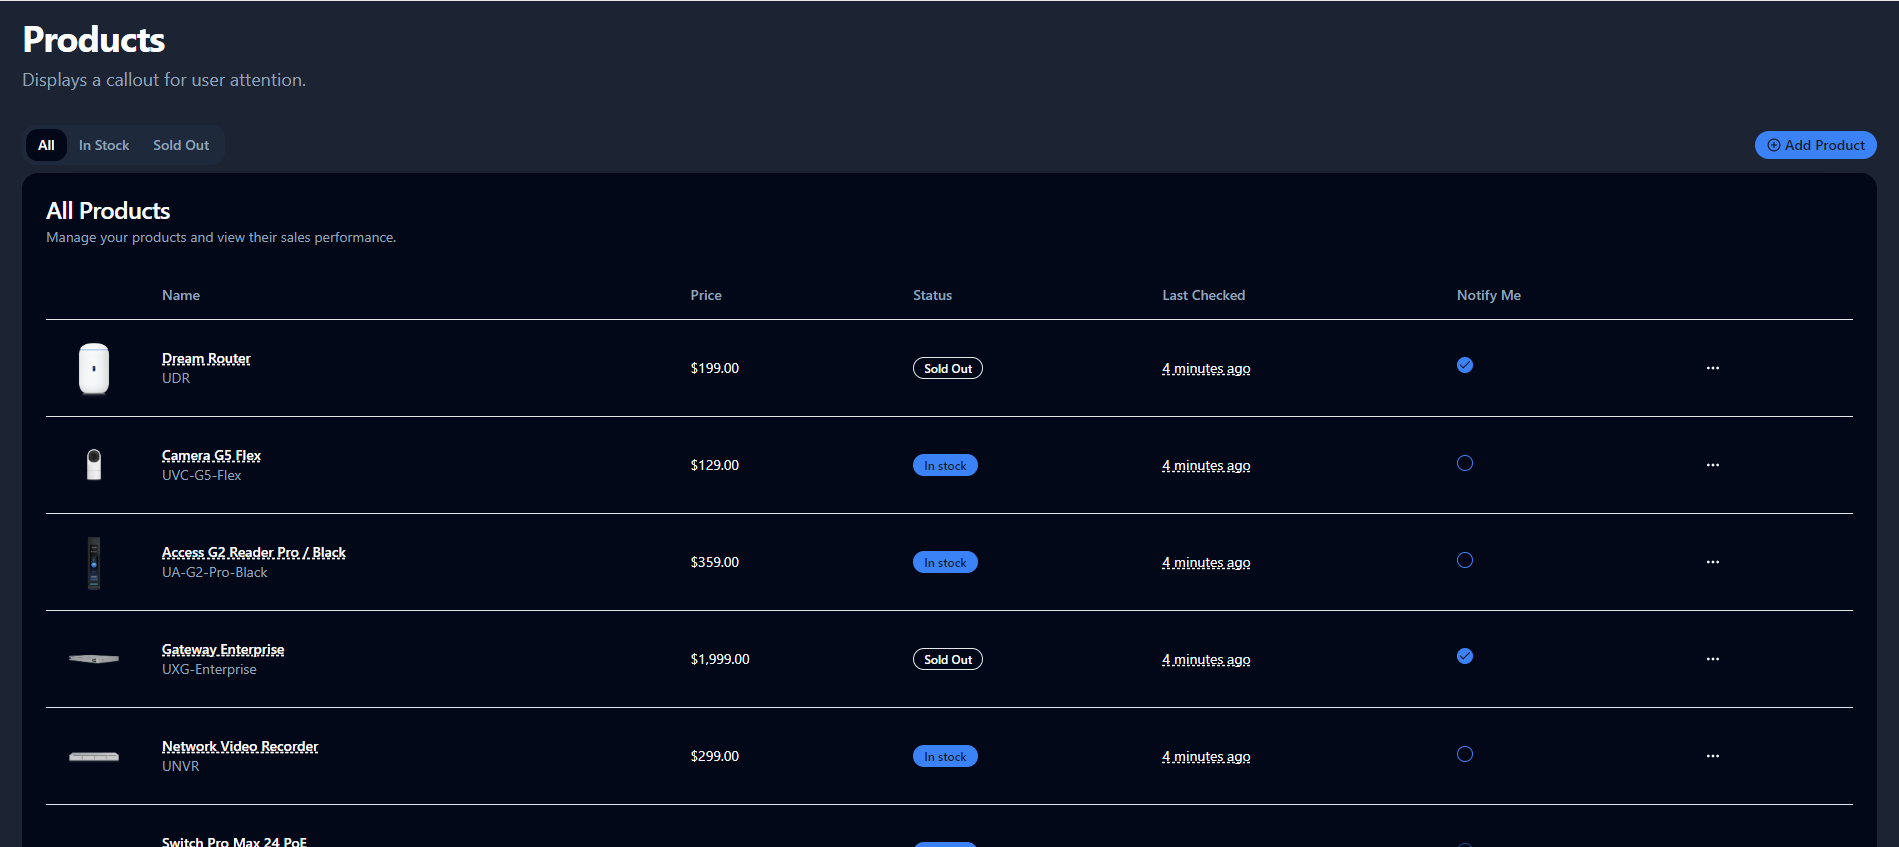 Products
Displays a callout for user attention.
All In Stock Sold Out
Add Product
All Products
Manage your products and view their sales performance.
Name Price Status Last Checked Notify Me
Dream Router
UDR
$199.00
Sold Out
4 minutes ago
Camera G5 Flex
UVC-G5-Flex
$129.00
In stock
4 minutes ago
Access G2 Reader Pro / Black
UA-G2-Pro-Black
$359.00
In stock
4 minutes ago
Gateway Enterprise
UXG-Enterprise
$1,999.00
Sold Out
4 minutes ago
Network Video Recorder
UNVR
$299.00
In stock
4 minutes ago
Switch Pro Max 24 PoE